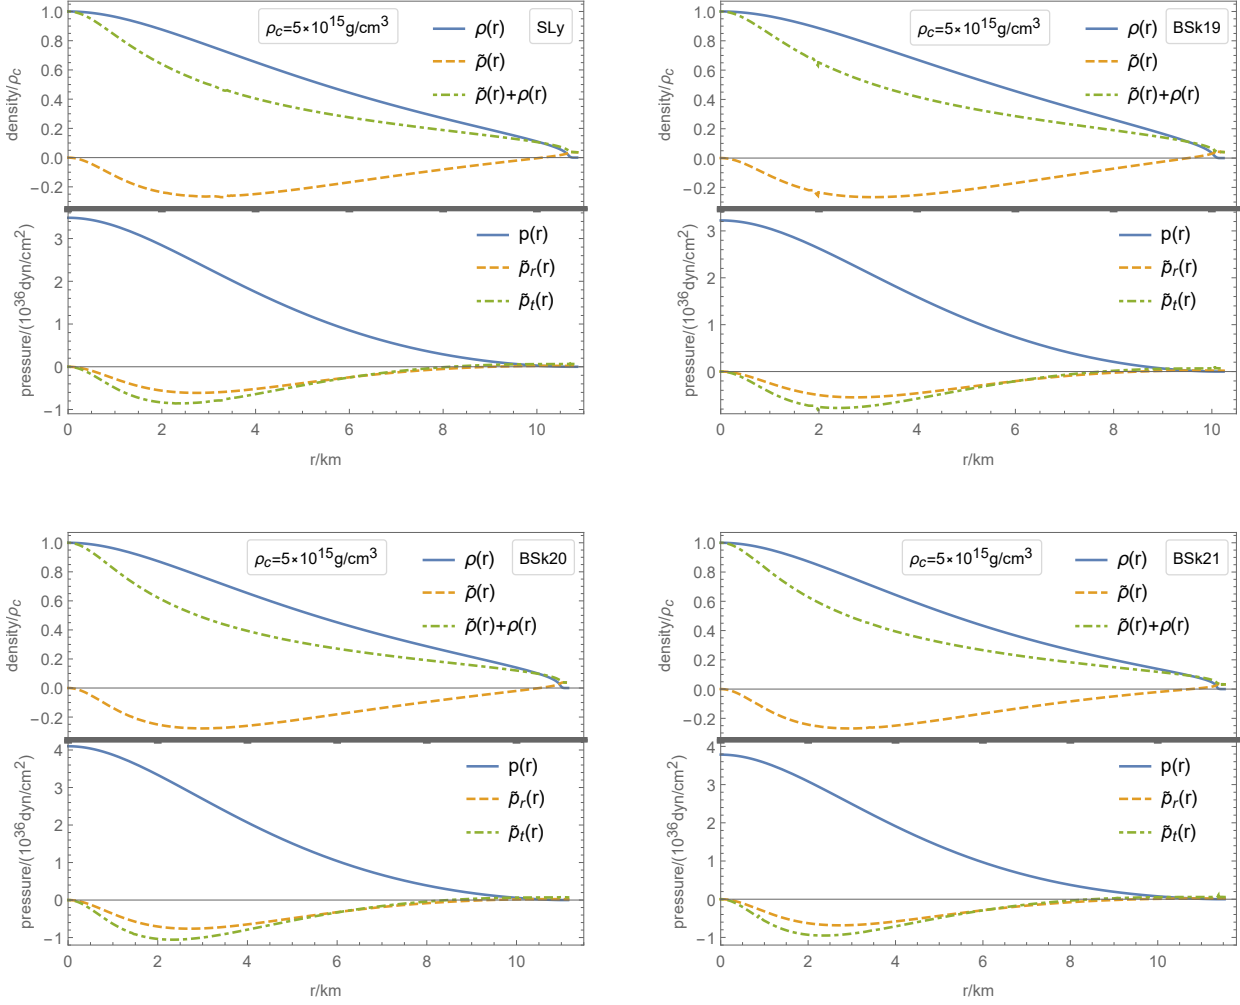 ρc=5×10^15g/cm^3
SLy
ρ(r)
ρ̃(r)
ρ̃(r)+ρ(r)
density/ρc
1.0
0.8
0.6
0.4
0.2
0.0
−0.2
p(r)
p̃r(r)
p̃t(r)
pressure/(10^36dyn/cm^2)
3
2
1
0
−1
0 2 4 6 8 10
r/km
ρc=5×10^15g/cm^3
BSk19
ρ(r)
ρ̃(r)
ρ̃(r)+ρ(r)
density/ρc
1.0
0.8
0.6
0.4
0.2
0.0
−0.2
p(r)
p̃r(r)
p̃t(r)
pressure/(10^36dyn/cm^2)
3
2
1
0
0 2 4 6 8 10
r/km
ρc=5×10^15g/cm^3
BSk20
ρ(r)
ρ̃(r)
ρ̃(r)+ρ(r)
density/ρc
1.0
0.8
0.6
0.4
0.2
0.0
−0.2
p(r)
p̃r(r)
p̃t(r)
pressure/(10^36dyn/cm^2)
4
3
2
1
0
−1
0 2 4 6 8 10
r/km
ρc=5×10^15g/cm^3
BSk21
ρ(r)
ρ̃(r)
ρ̃(r)+ρ(r)
density/ρc
1.0
0.8
0.6
0.4
0.2
0.0
−0.2
p(r)
p̃r(r)
p̃t(r)
pressure/(10^36dyn/cm^2)
4
3
2
1
0
−1
0 2 4 6 8 10
r/km